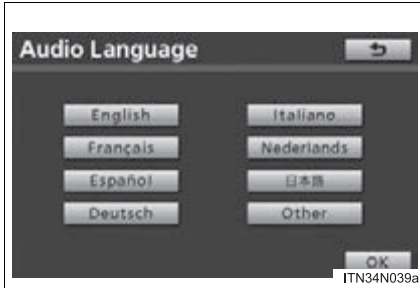 Audio Language
English
Italiano
Français
Nederlands
Español
日本語
Deutsch
Other
OK
ITN34N039a